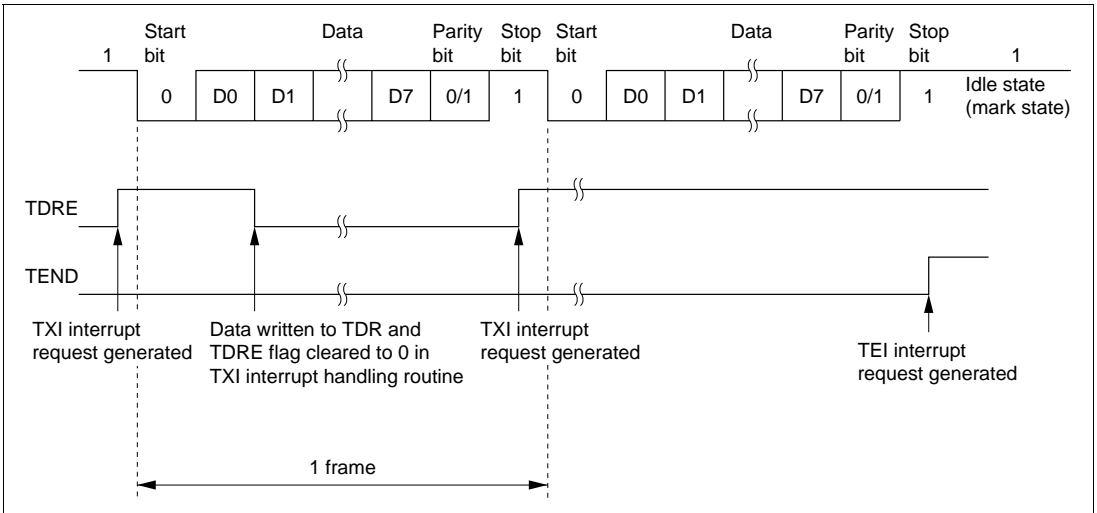 Start Data Parity Stop Start Data Parity Stop
1 bit bit bit bit bit bit 1
0 D0 D1 D7 0/1 1 0 D0 D1 D7 0/1 1 Idle state
(mark state)
TDRE
TEND
TXI interrupt
request generated
Data written to TDR and
TDRE flag cleared to 0 in
TXI interrupt handling routine
TXI interrupt
request generated
TEI interrupt
request generated
1 frame